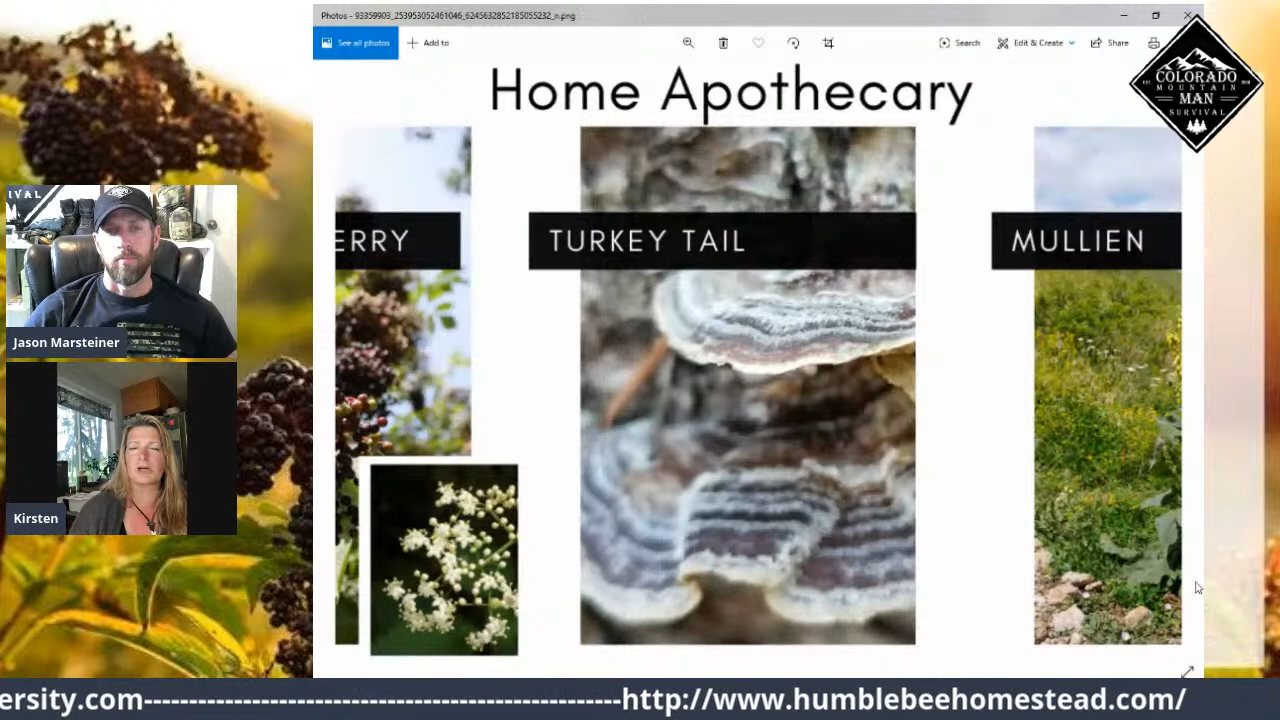 Photos - 93359903_253953052461046_6245632852185055232_n.png
See all photos
Add to
Search
Edit & Create
Share
Home Apothecary
COLORADO
MOUNTAIN
MAN
SURVIVAL
IVAL
Jason Marsteiner
ERRY
TURKEY TAIL
MULLIEN
Kirsten
ersity.com-----------------------------------------------------http://www.humblebeehomestead.com/